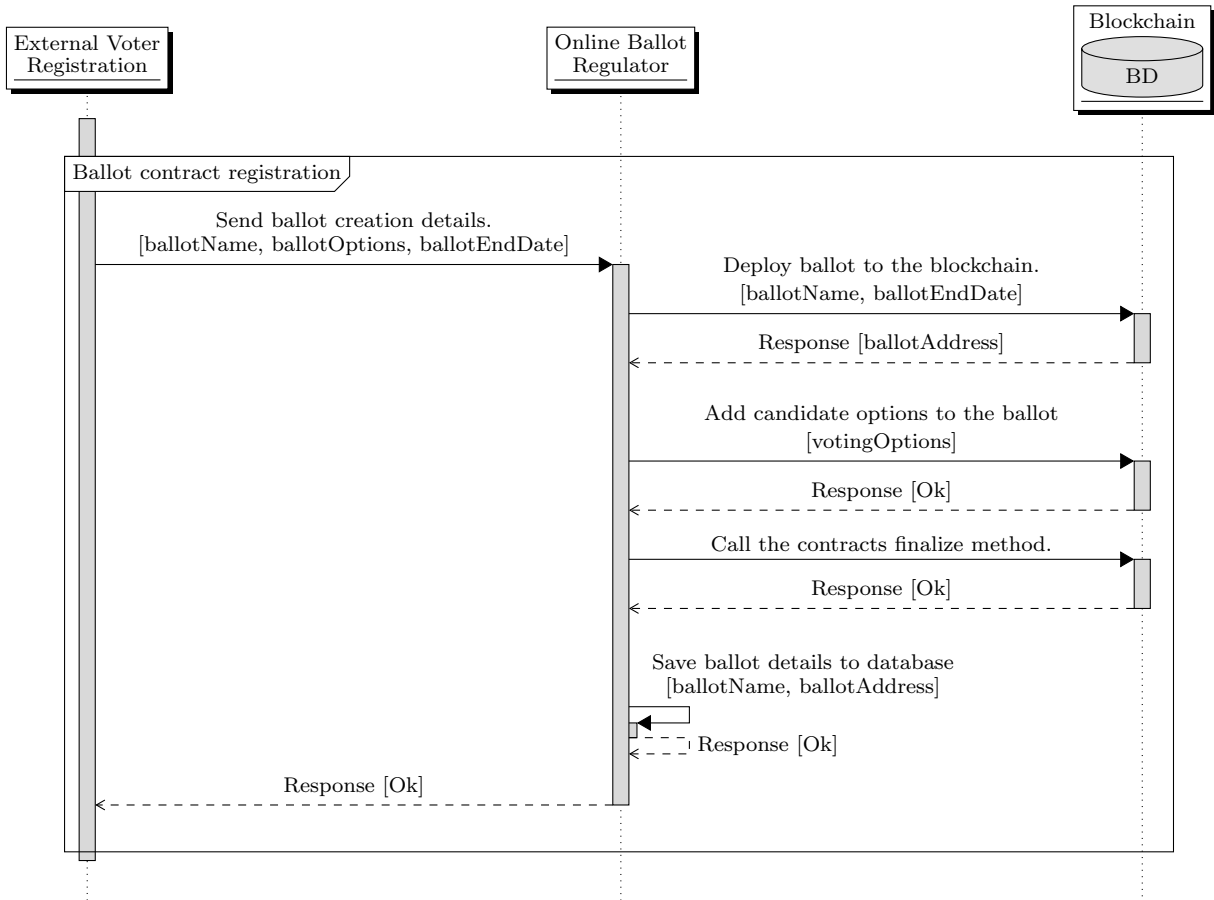 External Voter
Registration
Online Ballot
Regulator
Blockchain
BD
Ballot contract registration
Send ballot creation details.
[ballotName, ballotOptions, ballotEndDate]
Deploy ballot to the blockchain.
[ballotName, ballotEndDate]
Response [ballotAddress]
Add candidate options to the ballot
[votingOptions]
Response [Ok]
Call the contracts finalize method.
Response [Ok]
Save ballot details to database
[ballotName, ballotAddress]
Response [Ok]
Response [Ok]